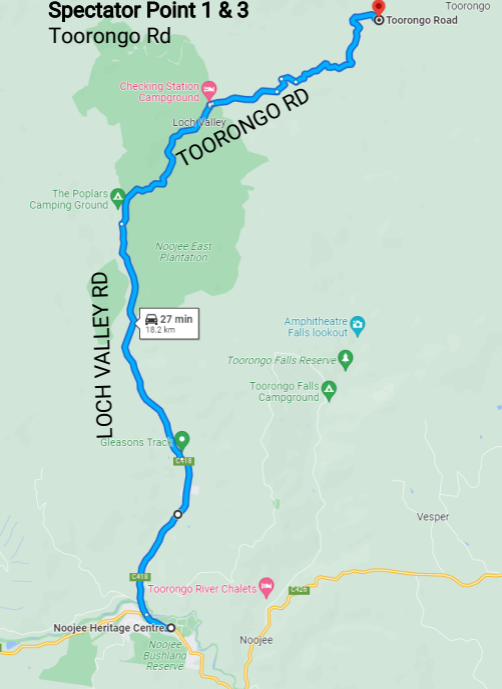 Spectator Point 1 & 3
Toorongo Rd
Toorongo
Toorongo Road
Checking Station
Campground
Loch Valley
TOORONGO RD
The Poplars
Camping Ground
Noojee East
Plantation
LOCH VALLEY RD
27 min
18.2 km
Amphitheatre
Falls lookout
Toorongo Falls Reserve
Toorongo Falls
Campground
Gleasons Track
C418
Vesper
C418
Toorongo River Chalets
C426
Noojee Heritage Centre
Noojee
Noojee
Bushland
Reserve